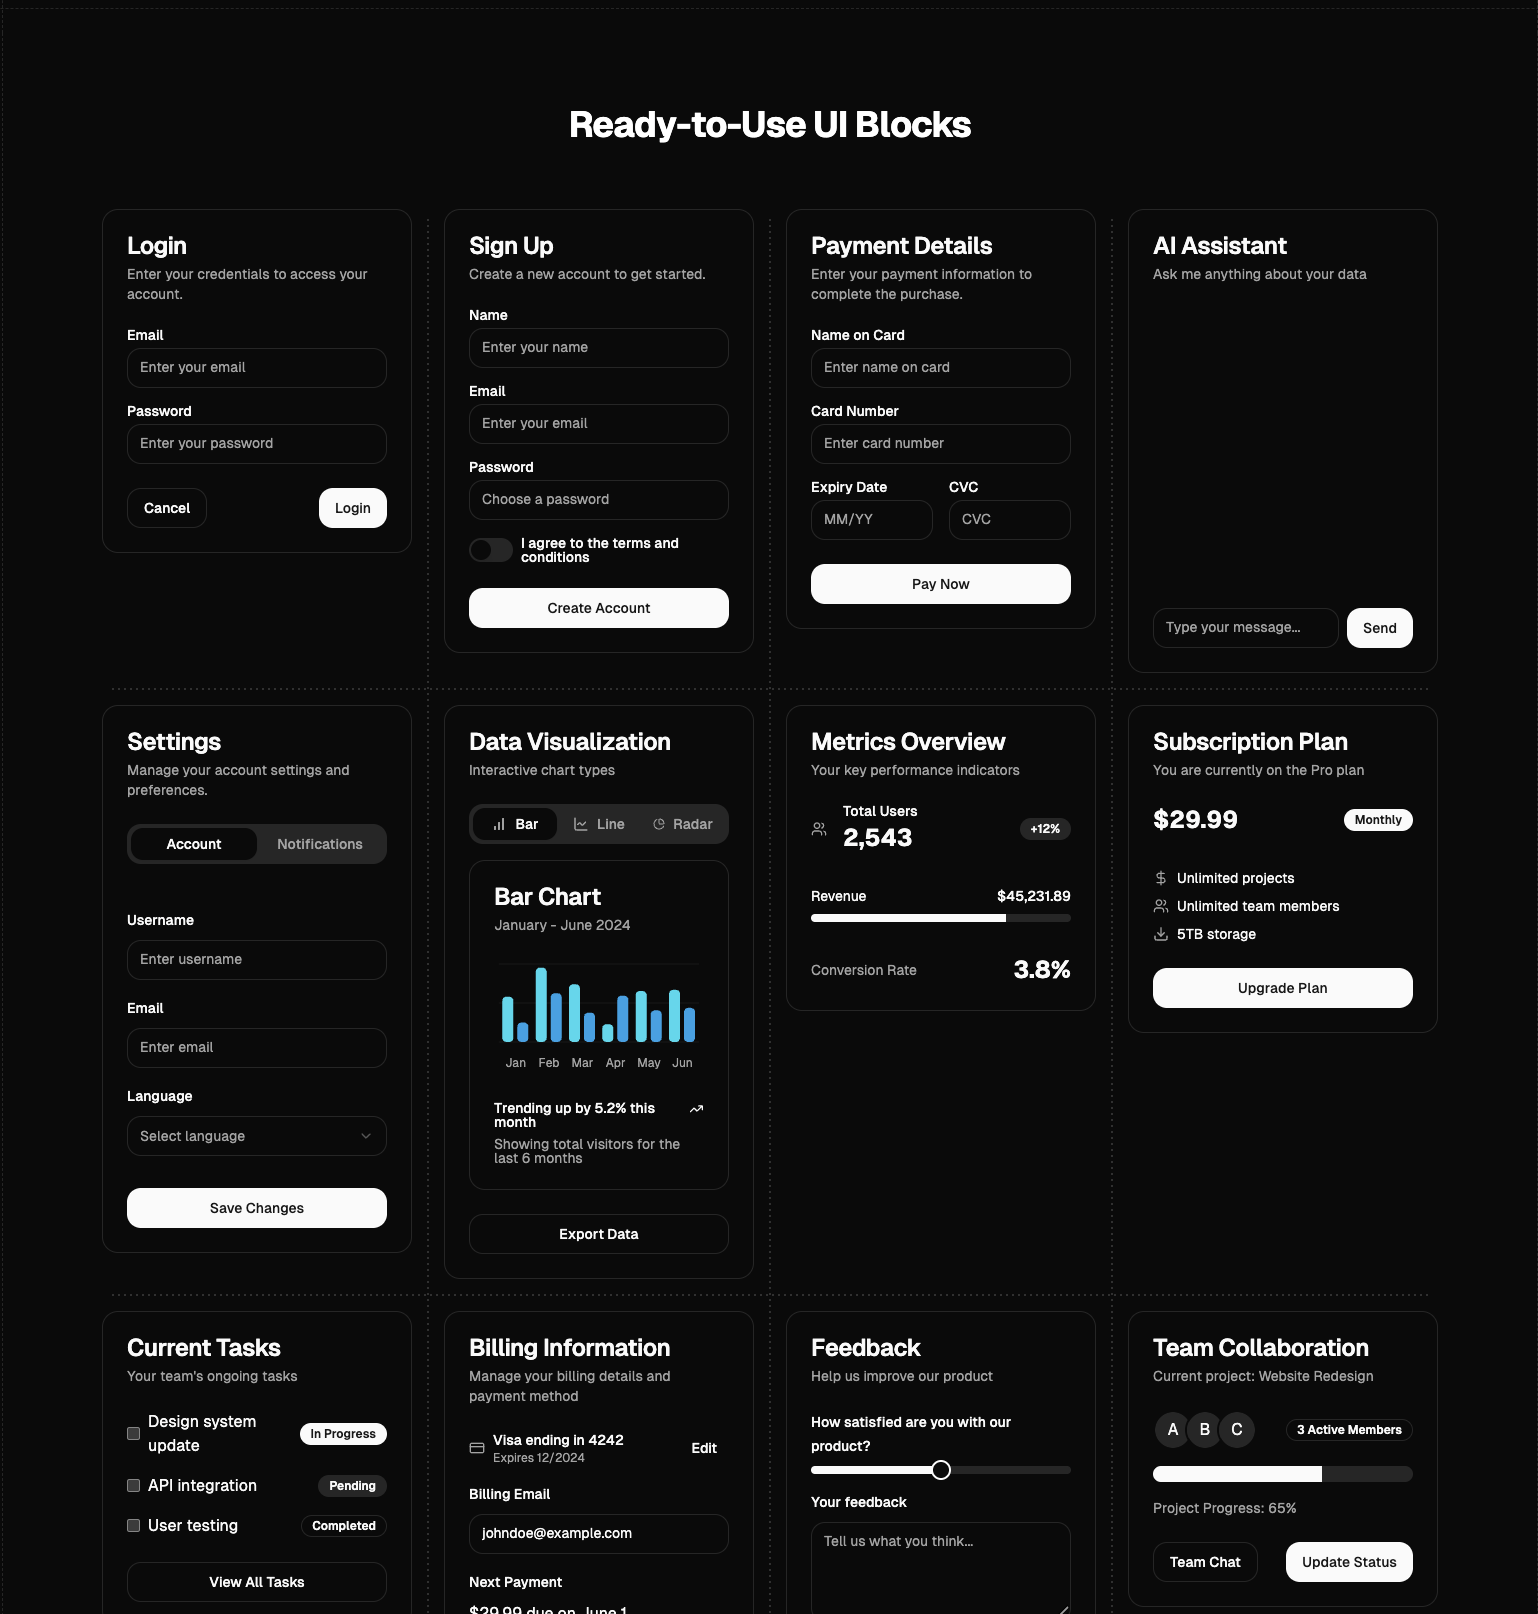 Ready-to-Use UI Blocks
Login
Enter your credentials to access your
account.
Email
Enter your email
Password
Enter your password
Cancel
Login
Sign Up
Create a new account to get started.
Name
Enter your name
Email
Enter your email
Password
Choose a password
I agree to the terms and
conditions
Create Account
Payment Details
Enter your payment information to
complete the purchase.
Name on Card
Enter name on card
Card Number
Enter card number
Expiry Date
CVC
MM/YY
CVC
Pay Now
AI Assistant
Ask me anything about your data
Type your message...
Send
Settings
Manage your account settings and
preferences.
Account
Notifications
Username
Enter username
Email
Enter email
Language
Select language
Save Changes
Data Visualization
Interactive chart types
Bar
Line
Radar
Bar Chart
January - June 2024
Jan
Feb
Mar
Apr
May
Jun
Trending up by 5.2% this
month
Showing total visitors for the
last 6 months
Export Data
Metrics Overview
Your key performance indicators
Total Users
2,543
+12%
Revenue
$45,231.89
Conversion Rate
3.8%
Subscription Plan
You are currently on the Pro plan
$29.99
Monthly
Unlimited projects
Unlimited team members
5TB storage
Upgrade Plan
Current Tasks
Your team's ongoing tasks
Design system
update
In Progress
API integration
Pending
User testing
Completed
View All Tasks
Billing Information
Manage your billing details and
payment method
Visa ending in 4242
Expires 12/2024
Edit
Billing Email
johndoe@example.com
Next Payment
$29.99 due on June 1
Feedback
Help us improve our product
How satisfied are you with our
product?
Your feedback
Tell us what you think...
Team Collaboration
Current project: Website Redesign
A
B
C
3 Active Members
Project Progress: 65%
Team Chat
Update Status